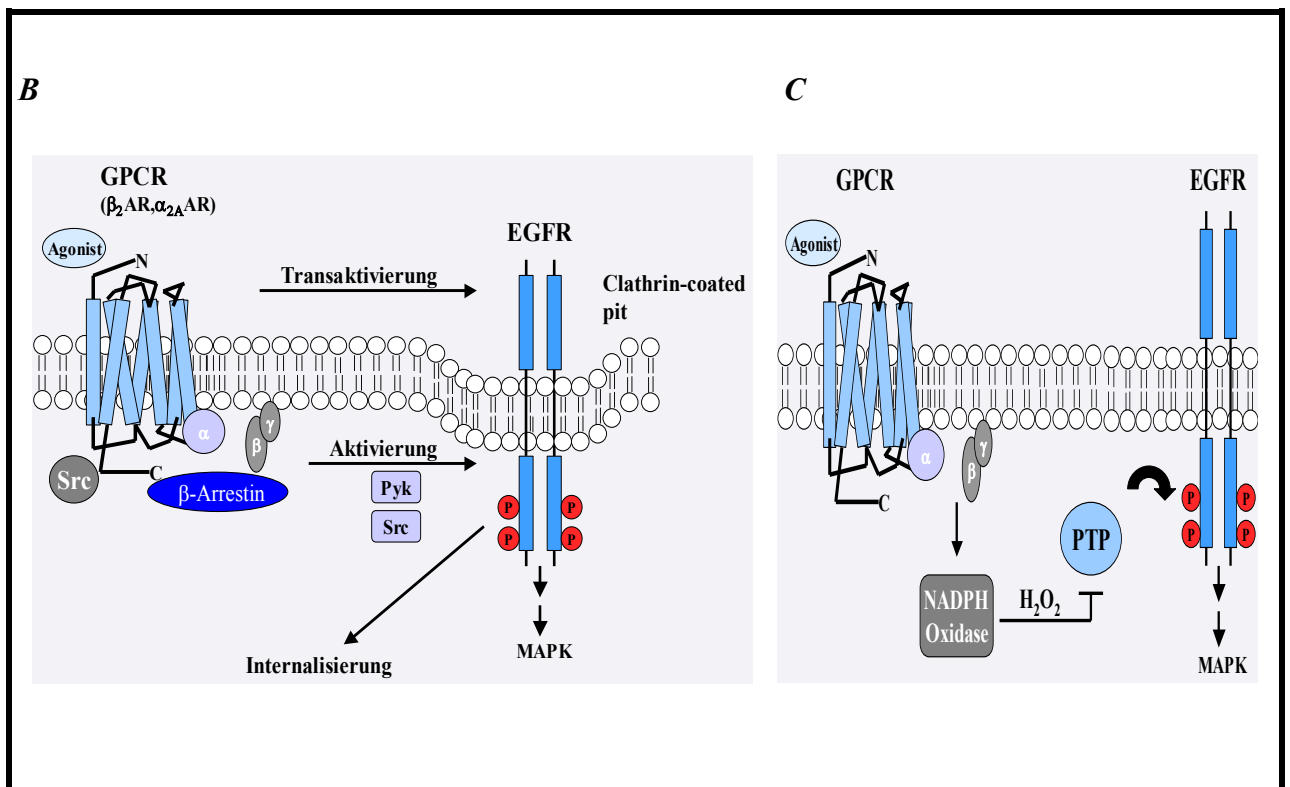 B
GPCR
(β₂AR,α₂AAR)
Agonist
N
EGFR
Transaktivierung
Clathrin-coated
pit
α
γ
β
Aktivierung
Src
C
β-Arrestin
Pyk
Src
P
P
P
P
Internalisierung
MAPK
C
GPCR
EGFR
Agonist
N
α
γ
β
C
P
P
P
P
PTP
NADPH
Oxidase
H₂O₂
MAPK